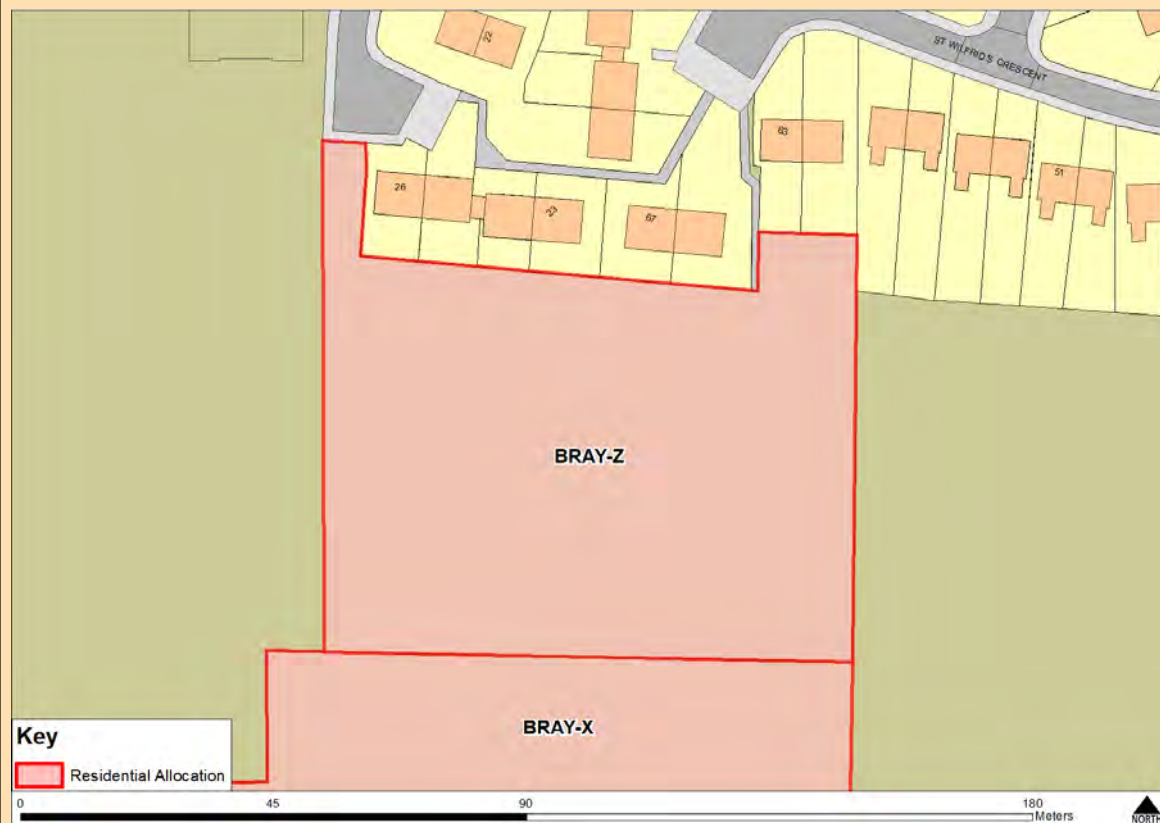 22
ST WILFRIDS CRESCENT
63
51
26
23
67
BRAY-Z
BRAY-X
Key
Residential Allocation
0 45 90 180
Meters
NORTH